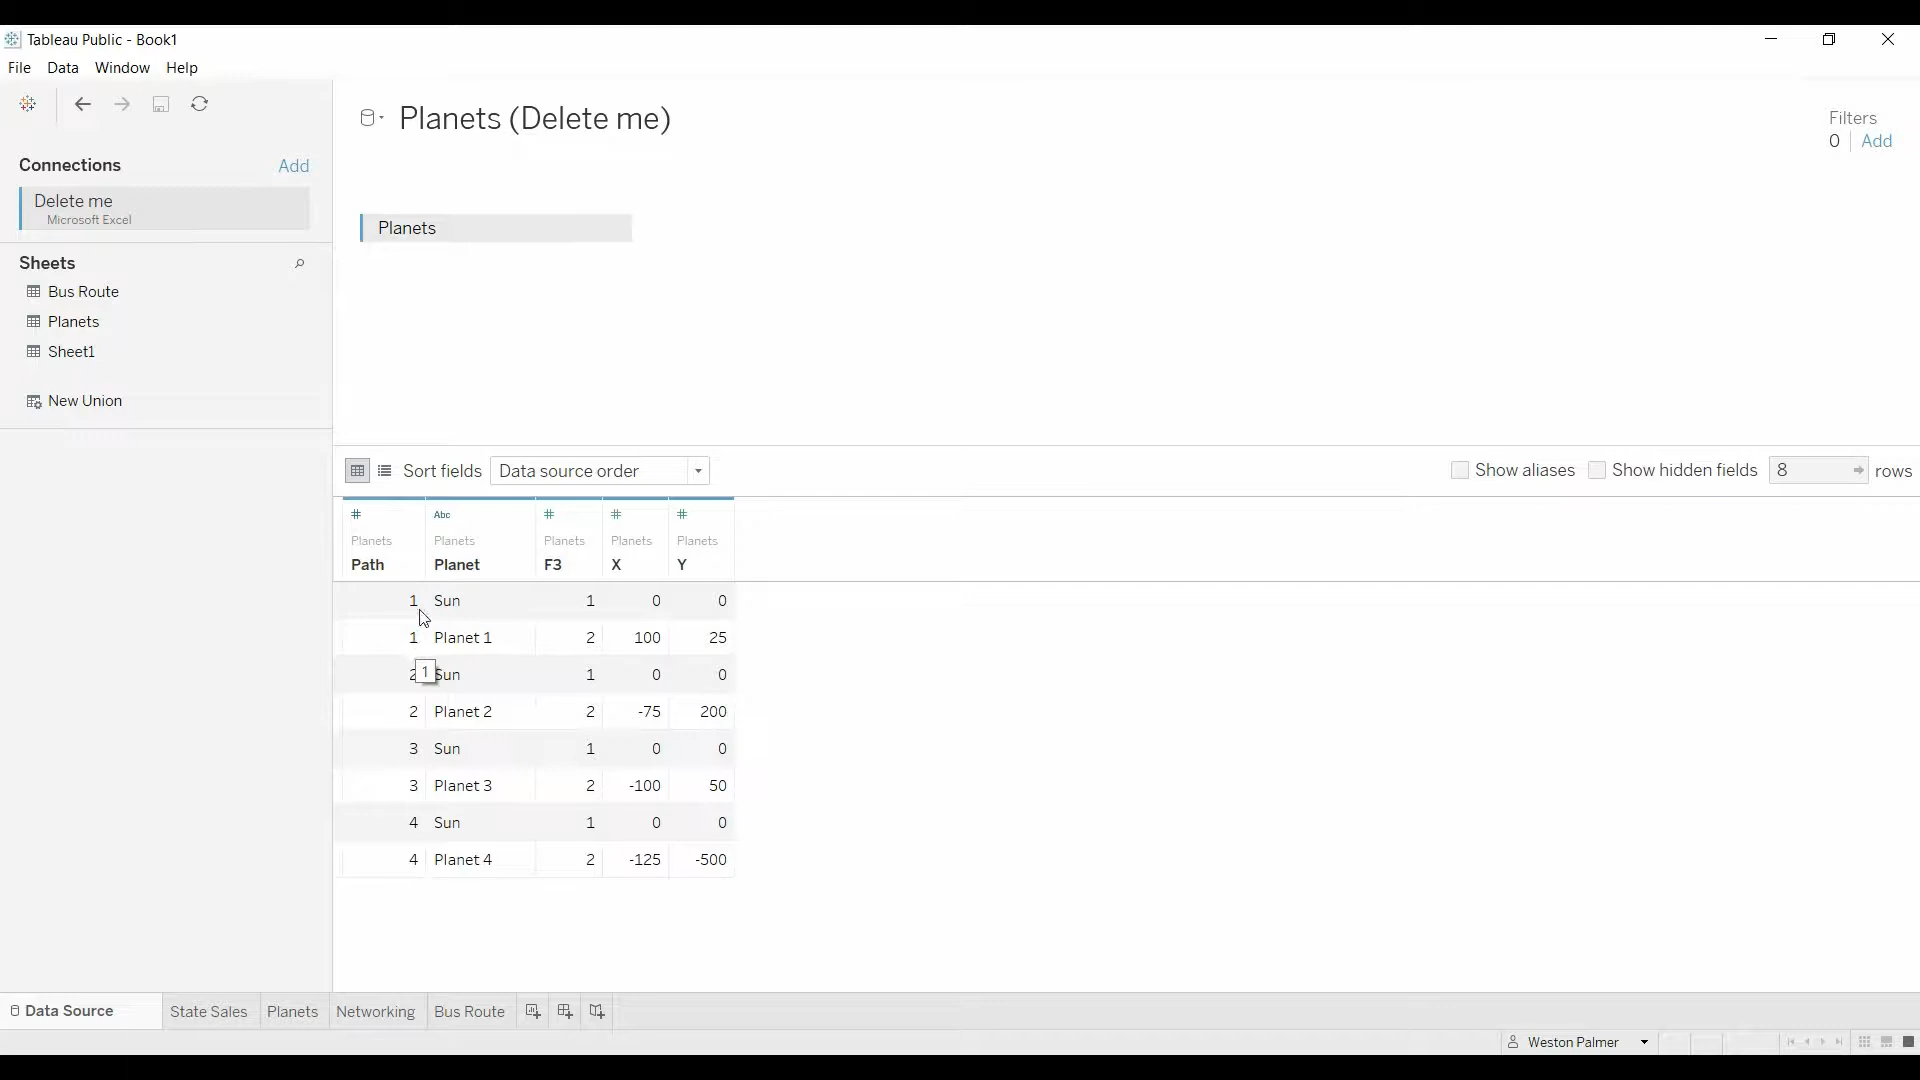 Tableau Public - Book1
File Data Window Help
Connections Add
Delete me
Microsoft Excel
Sheets
Bus Route
Planets
Sheet1
New Union
Planets (Delete me)
Filters
0 Add
Planets
Sort fields Data source order Show aliases Show hidden fields 8 rows
# Abc # # #
Planets Planets Planets Planets Planets
Path Planet F3 X Y
1 Sun 1 0 0
1 Planet 1 2 100 25
2 Sun 1 0 0
1
2 Planet 2 2 -75 200
3 Sun 1 0 0
3 Planet 3 2 -100 50
4 Sun 1 0 0
4 Planet 4 2 -125 -500
Data Source State Sales Planets Networking Bus Route
Weston Palmer